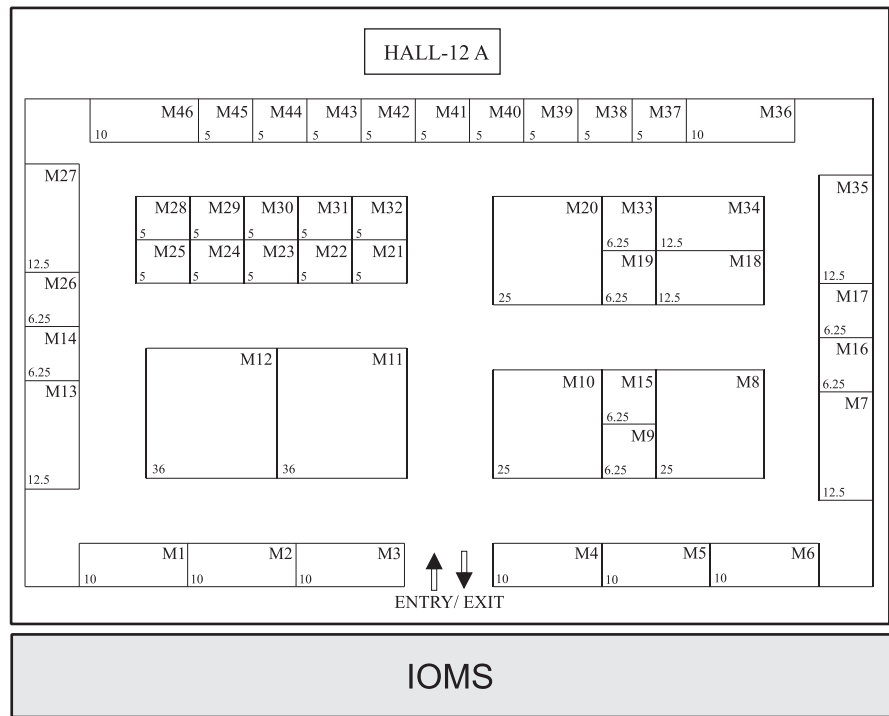 HALL-12 A
M46 M45 M44 M43 M42 M41 M40 M39 M38 M37 M36
10 5 5 5 5 5 5 5 5 5 10
M27
12.5
M26
6.25
M14
6.25
M13
12.5
M28 M29 M30 M31 M32
5 5 5 5 5
M25 M24 M23 M22 M21
5 5 5 5 5
M20 M33 M34
6.25 12.5
M19 M18
25 6.25 12.5
M35
12.5
M17
6.25
M16
6.25
M7
12.5
M12 M11
36 36
M10 M15 M8
6.25
M9
25 6.25 25
M1 M2 M3
10 10 10
M4 M5 M6
10 10 10
ENTRY/ EXIT
IOMS